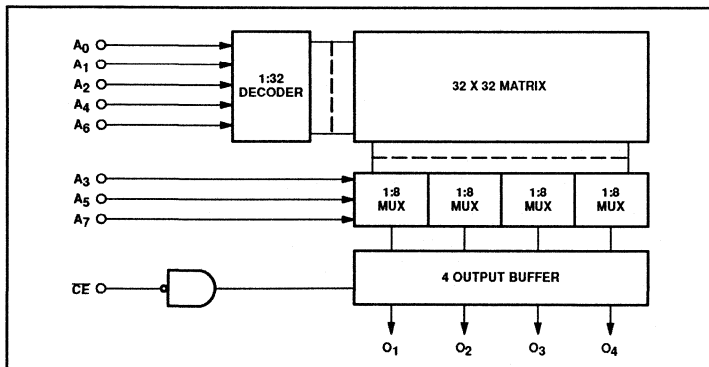 A0
A1
A2
A4
A6
1:32
DECODER
32 X 32 MATRIX
A3
A5
A7
1:8
MUX
1:8
MUX
1:8
MUX
1:8
MUX
CE
4 OUTPUT BUFFER
O1
O2
O3
O4